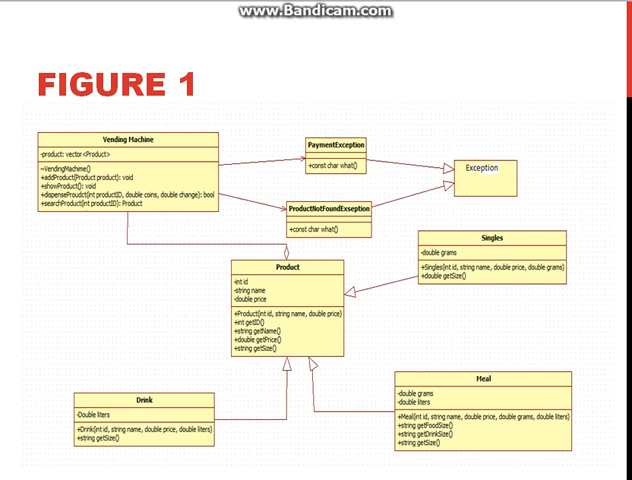 www.Bandicam.com
FIGURE 1
Vending Machine
-product: vector <Product>
~VendingMachime()
+addProduct(Product product): void
+showProduct(): void
+dispenseProudct(int productID, double coins, double change): bool
+searchProduct(int productID): Product
PaymentException
+const char what()
Exception
ProductNotFoundExseption
+const char what()
Singles
-double grams
+Singles(int id, string name, double price, double grams)
+double getSize()
Product
-int id
-string name
-double price
+Product(int id, string name, double price)
+int getID()
+string getName()
+double getPrice()
+string getSize()
Drink
-Double liters
+Drink(int id, string name, double price, double liters)
+string getSize()
Meal
-double grams
-double liters
+Meal(int id, string name, double price, double grams, double liters)
+string getFoodSize()
+string getDrinkSize()
+string getSize()